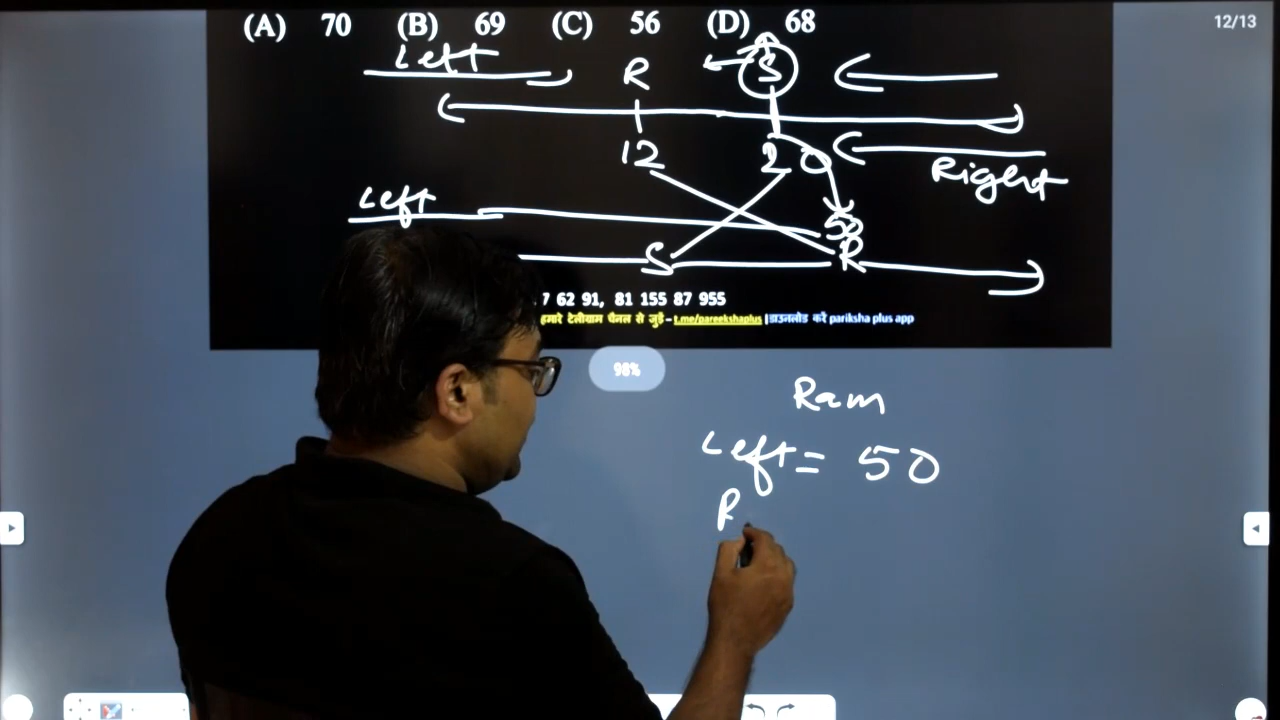 12/13
(A) 70 (B) 69 (C) 56 (D) 68
Left R S
12 20
Right
Left
50
S R
7 62 91, 81 155 87 955
हमारे टेलीग्राम चैनल से जुड़ें – t.me/pareekshaplus | डाउनलोड करें pariksha plus app
98%
Ram
Left = 50
R